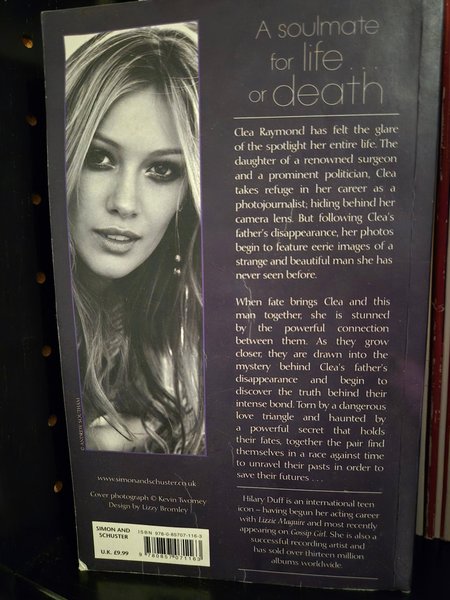 A soulmate
for life . . .
or death
Clea Raymond has felt the glare
of the spotlight her entire life. The
daughter of a renowned surgeon
and a prominent politician, Clea
takes refuge in her career as a
photojournalist; hiding behind her
camera lens. But following Clea's
father's disappearance, her photos
begin to feature eerie images of a
strange and beautiful man she has
never seen before.
When fate brings Clea and this
man together, she is stunned
by the powerful connection
between them. As they grow
closer, they are drawn into the
mystery behind Clea's father's
disappearance and begin to
discover the truth behind their
intense bond. Torn by a dangerous
love triangle and haunted by
a powerful secret that holds
their fates, together the pair find
themselves in a race against time
to unravel their pasts in order to
save their futures . . .
Hilary Duff is an international teen
icon – having begun her acting career
with Lizzie Maguire and most recently
appearing on Gossip Girl. She is also a
successful recording artist and
has sold over thirteen million
albums worldwide.
www.simonandschuster.co.uk
Cover photograph © Kevin Twomey
Design by Lizzy Bromley
SIMON AND
SCHUSTER
U.K. £9.99
ISBN 978-0-85707-116-3
9 780857 071163